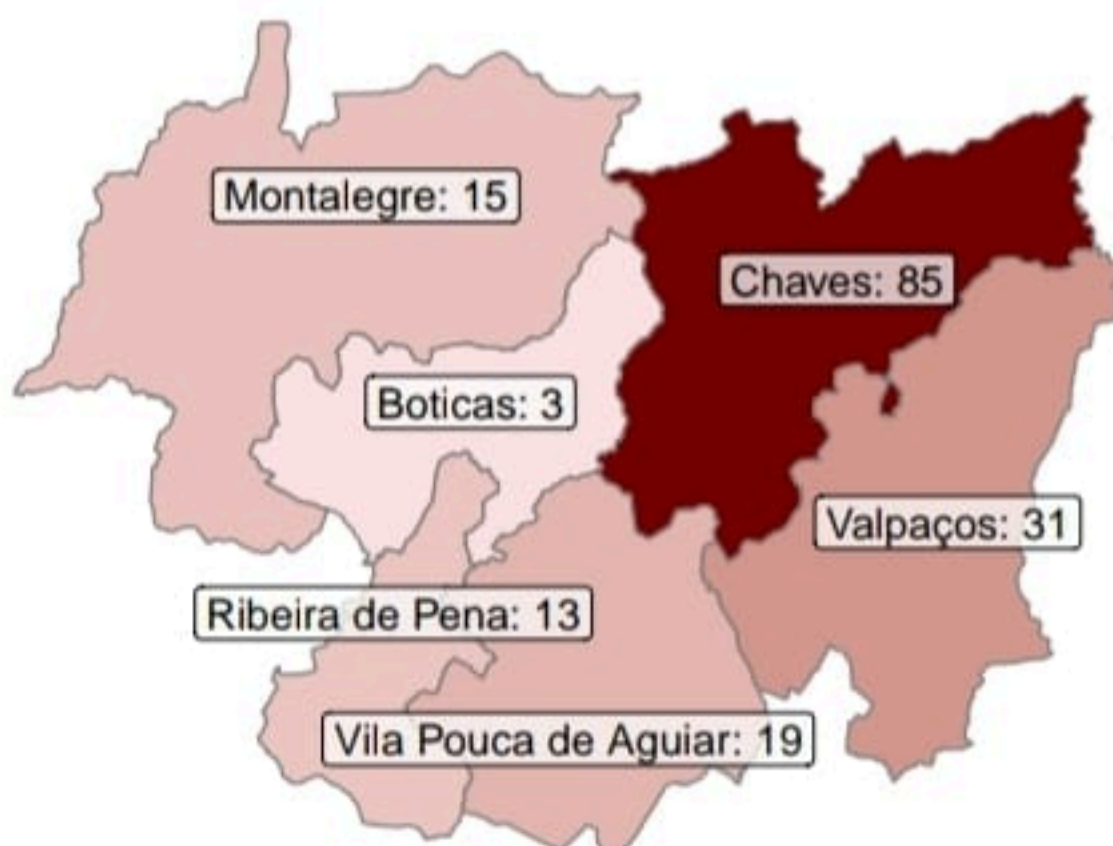 Montalegre: 15
Chaves: 85
Boticas: 3
Valpaços: 31
Ribeira de Pena: 13
Vila Pouca de Aguiar: 19